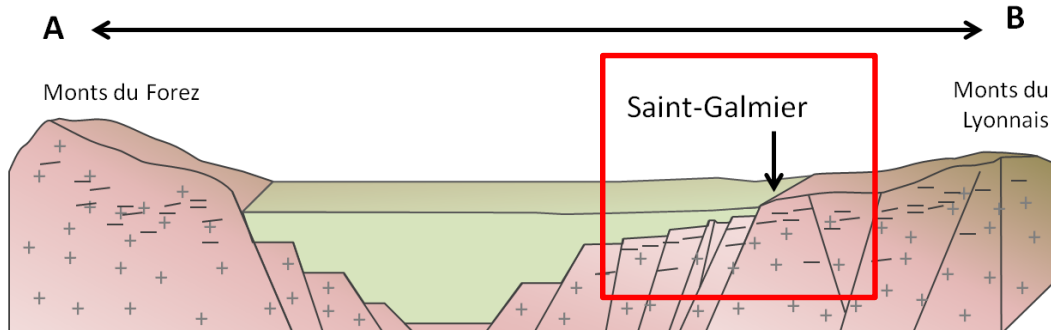 A
B
Monts du Forez
Saint-Galmier
Monts du
Lyonnais